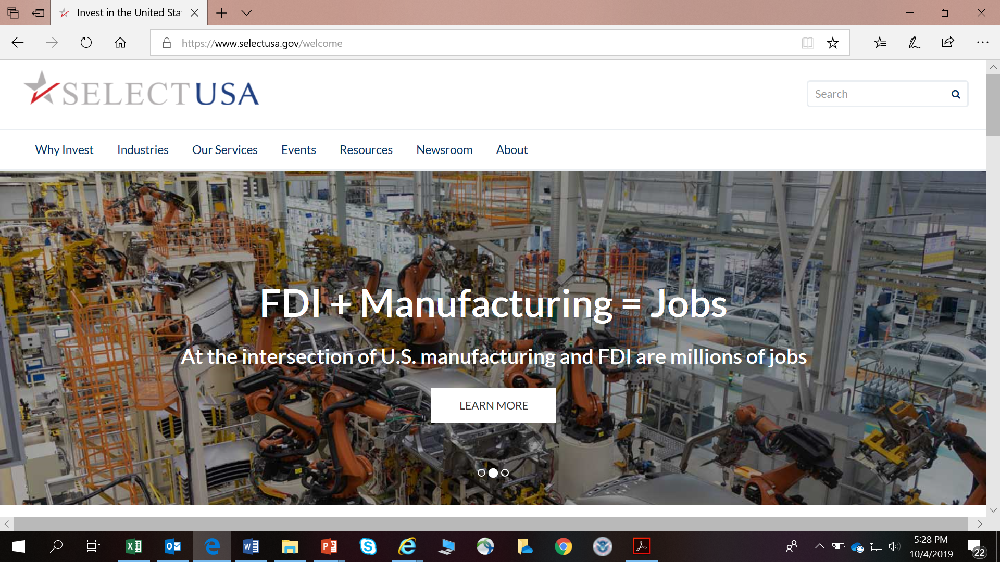 Invest in the United Sta
https://www.selectusa.gov/welcome
SELECTUSA
Search
Why Invest Industries Our Services Events Resources Newsroom About
FDI + Manufacturing = Jobs
At the intersection of U.S. manufacturing and FDI are millions of jobs
LEARN MORE
5:28 PM
10/4/2019
22